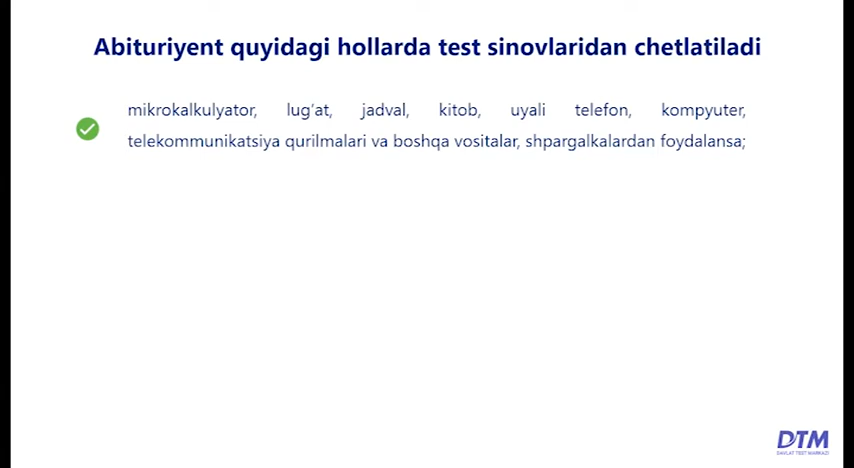 Abituriyent quyidagi hollarda test sinovlaridan chetlatiladi
mikrokalkulyator, lug‘at, jadval, kitob, uyali telefon, kompyuter,
telekommunikatsiya qurilmalari va boshqa vositalar, shpargalkalardan foydalansa;
DTM
DAVLAT TEST MARKAZI